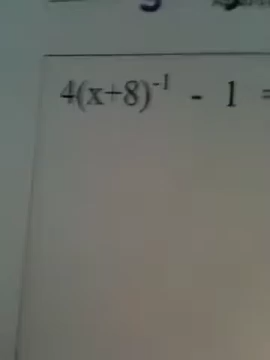 4(x+8)⁻¹ - 1 =